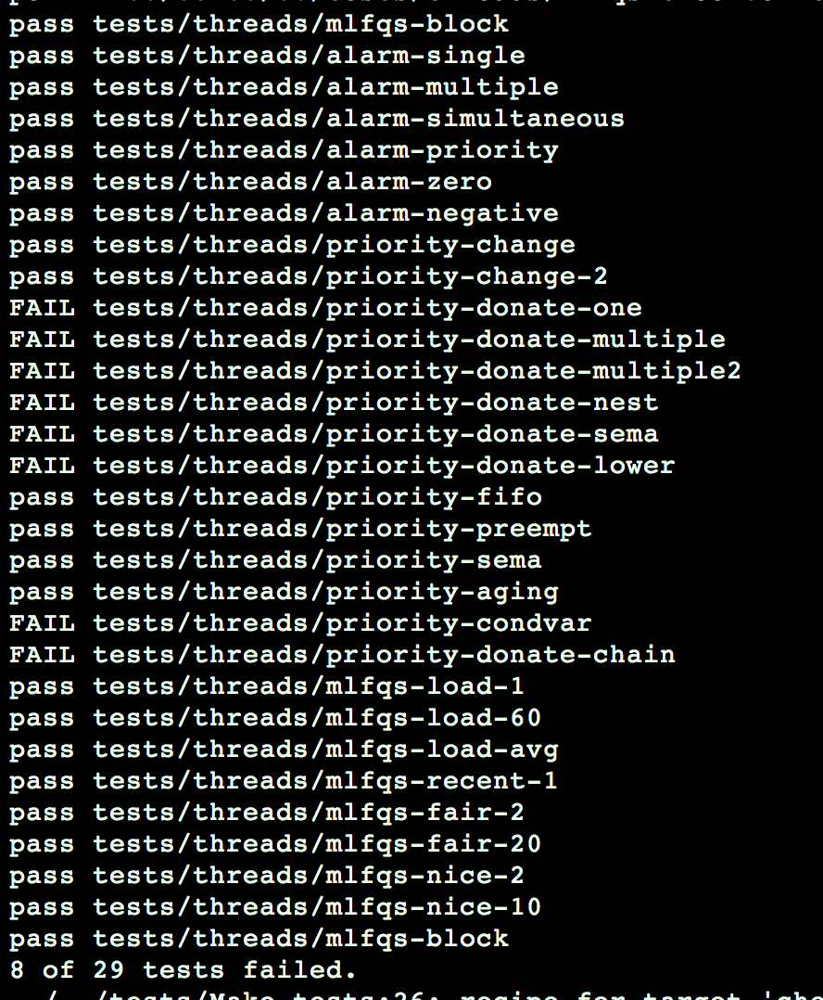 pass tests/threads/mlfqs-block
pass tests/threads/alarm-single
pass tests/threads/alarm-multiple
pass tests/threads/alarm-simultaneous
pass tests/threads/alarm-priority
pass tests/threads/alarm-zero
pass tests/threads/alarm-negative
pass tests/threads/priority-change
pass tests/threads/priority-change-2
FAIL tests/threads/priority-donate-one
FAIL tests/threads/priority-donate-multiple
FAIL tests/threads/priority-donate-multiple2
FAIL tests/threads/priority-donate-nest
FAIL tests/threads/priority-donate-sema
FAIL tests/threads/priority-donate-lower
pass tests/threads/priority-fifo
pass tests/threads/priority-preempt
pass tests/threads/priority-sema
pass tests/threads/priority-aging
FAIL tests/threads/priority-condvar
FAIL tests/threads/priority-donate-chain
pass tests/threads/mlfqs-load-1
pass tests/threads/mlfqs-load-60
pass tests/threads/mlfqs-load-avg
pass tests/threads/mlfqs-recent-1
pass tests/threads/mlfqs-fair-2
pass tests/threads/mlfqs-fair-20
pass tests/threads/mlfqs-nice-2
pass tests/threads/mlfqs-nice-10
pass tests/threads/mlfqs-block
8 of 29 tests failed.
/tests/Make.tests:26: recipe for target